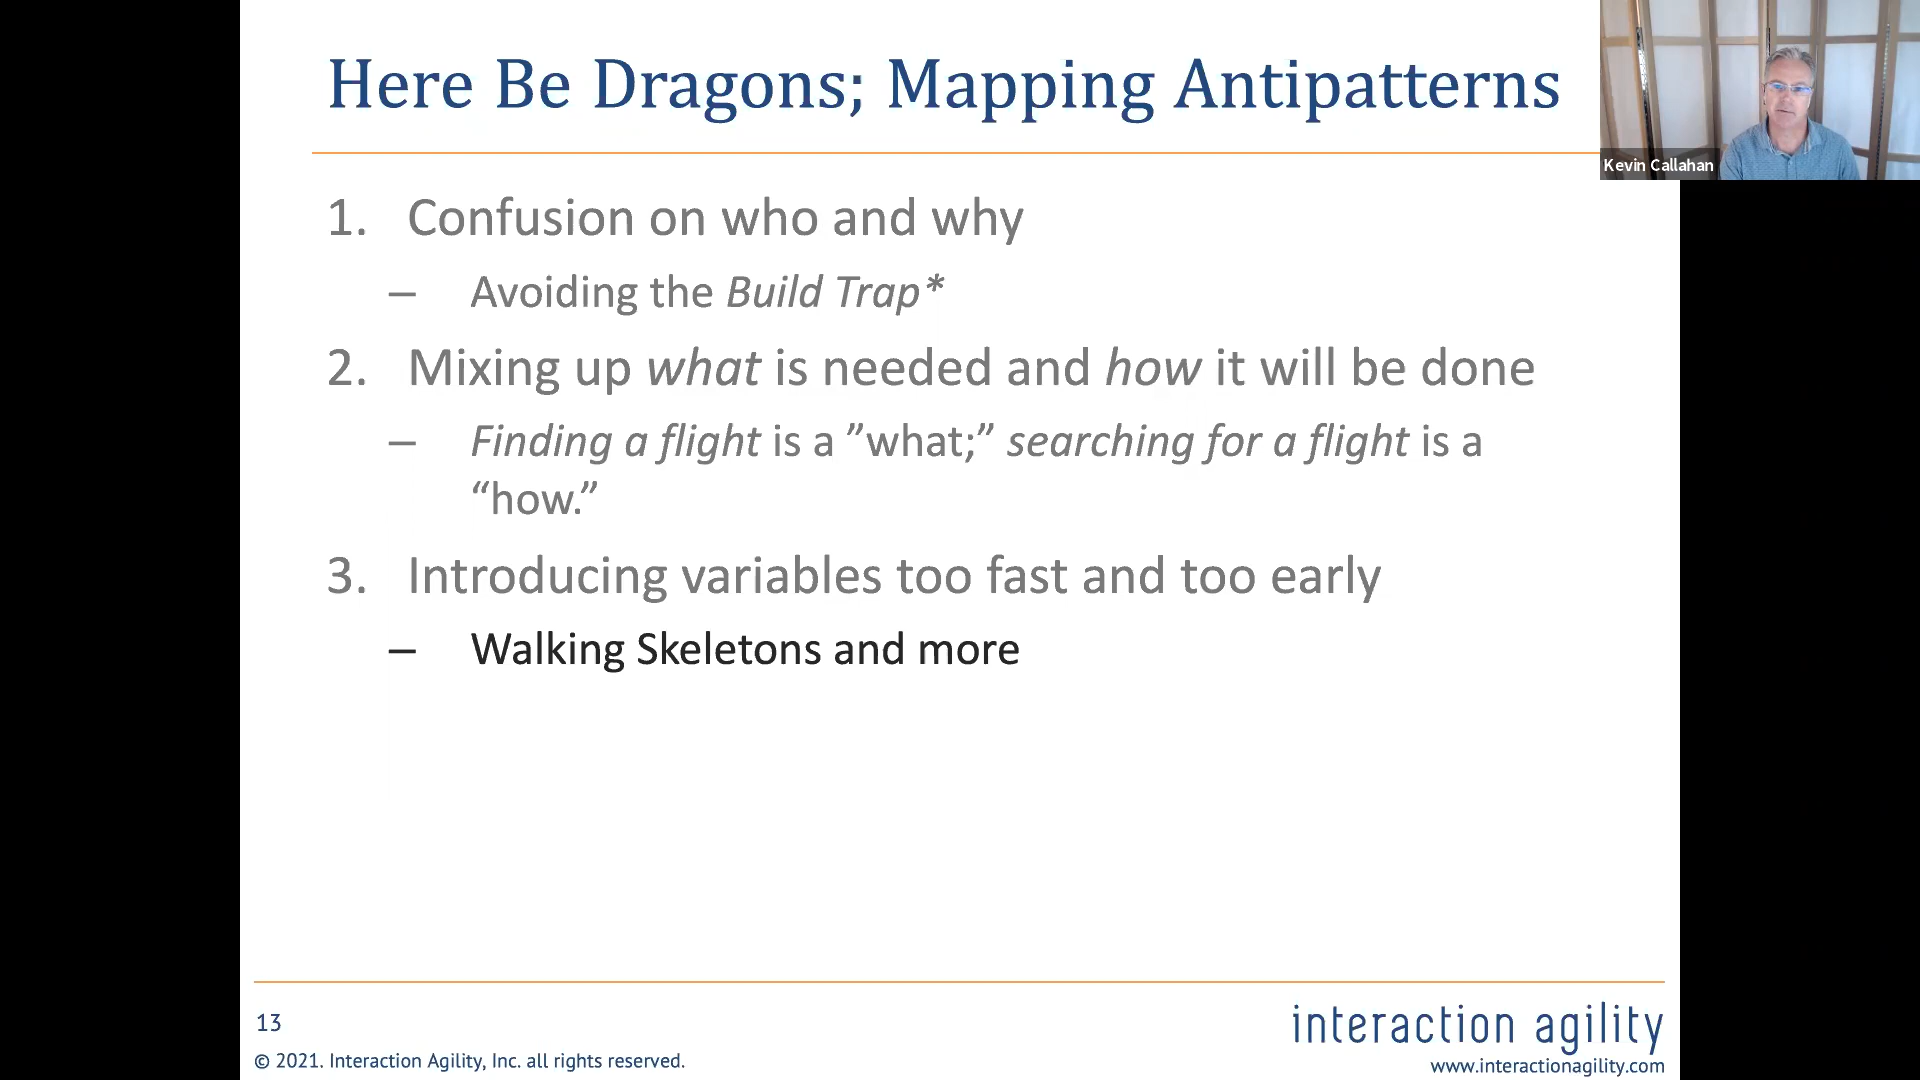 Here Be Dragons; Mapping Antipatterns
Kevin Callahan
1. Confusion on who and why
– Avoiding the Build Trap*
2. Mixing up what is needed and how it will be done
– Finding a flight is a ”what;” searching for a flight is a
“how.”
3. Introducing variables too fast and too early
– Walking Skeletons and more
13
© 2021. Interaction Agility, Inc. all rights reserved.
interaction agility
www.interactionagility.com